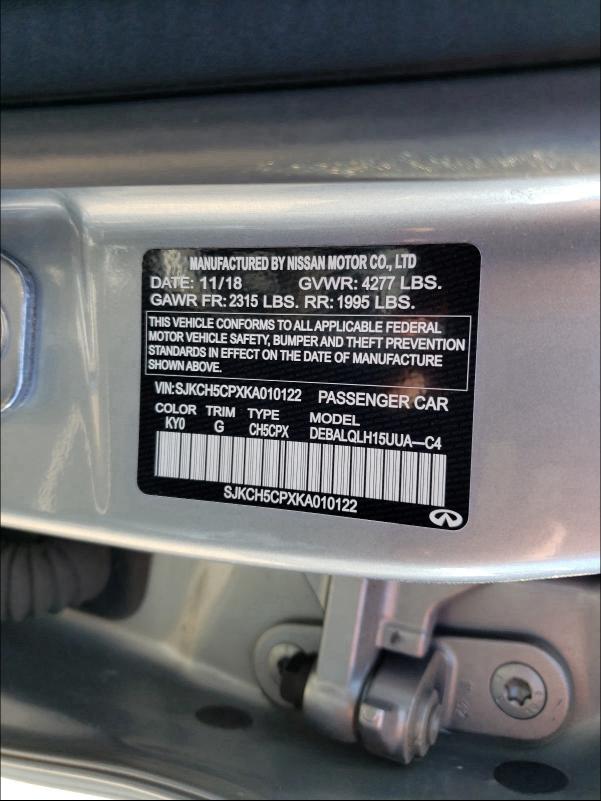 MANUFACTURED BY NISSAN MOTOR CO., LTD
DATE: 11/18 GVWR: 4277 LBS.
GAWR FR: 2315 LBS. RR: 1995 LBS.
THIS VEHICLE CONFORMS TO ALL APPLICABLE FEDERAL
MOTOR VEHICLE SAFETY, BUMPER AND THEFT PREVENTION
STANDARDS IN EFFECT ON THE DATE OF MANUFACTURE
SHOWN ABOVE.
VIN:SJKCH5CPXKA010122 PASSENGER CAR
COLOR TRIM TYPE MODEL
KY0 G CH5CPX DEBALQLH15UUA—C4
SJKCH5CPXKA010122